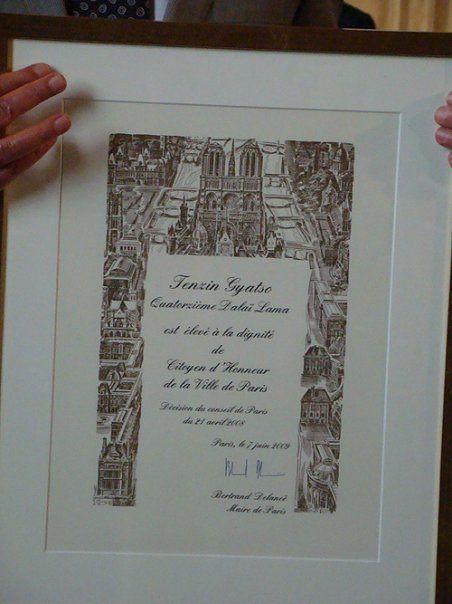 Tenzin Gyatso
Quatorzième Dalaï Lama
est élevé à la dignité
de
Citoyen d'Honneur
de la Ville de Paris
Décision du conseil de Paris
du 21 avril 2008
Paris, le 7 juin 2009
Bertrand Delanoë
Maire de Paris